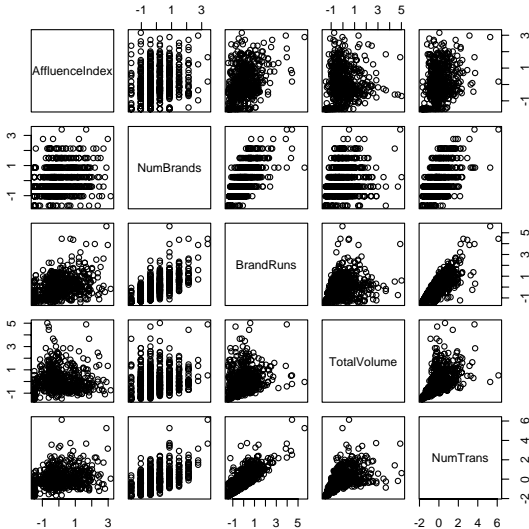 -1 1 3
-1 1 3 5
AffluenceIndex
-1 1 3
-1 1 3
NumBrands
BrandRuns
-1 1 3 5
-1 1 3 5
TotalVolume
NumTrans
-2 0 2 4 6
-1 1 3
-1 1 3 5
-2 0 2 4 6